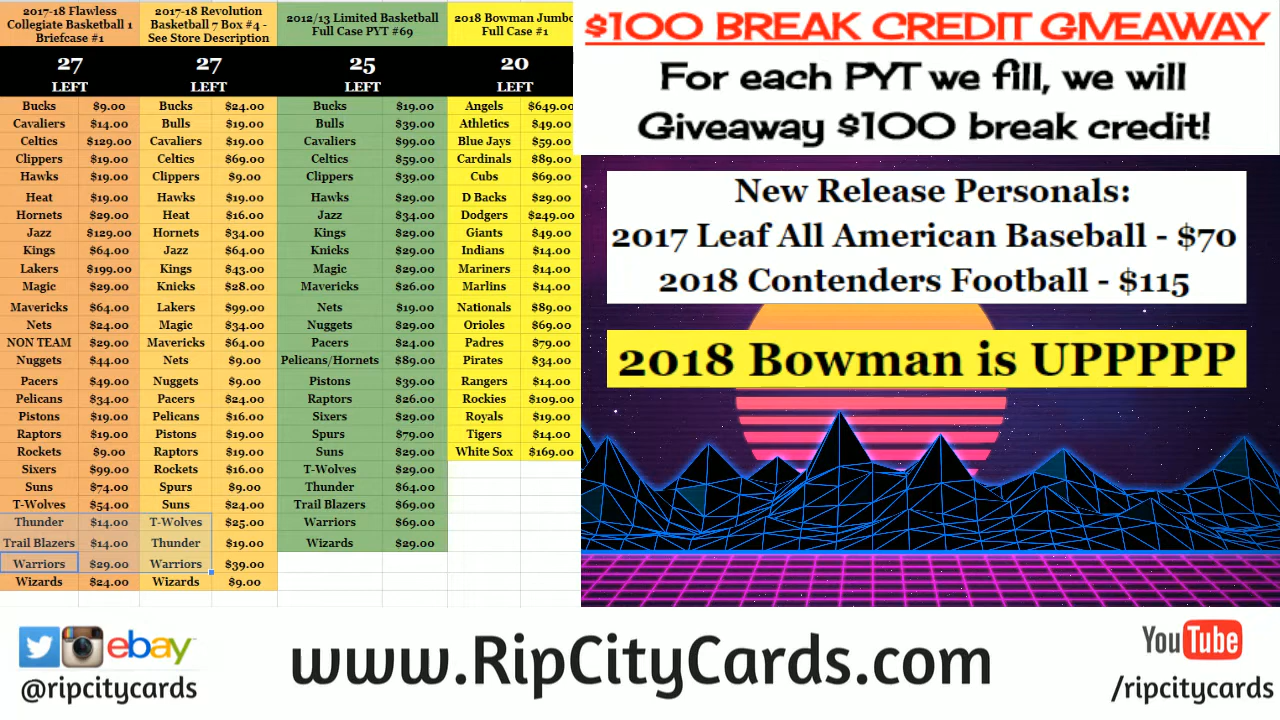 2017-18 Flawless
Collegiate Basketball 1
Briefcase #1
27
LEFT
Bucks $9.00
Cavaliers $14.00
Celtics $129.00
Clippers $19.00
Hawks $19.00
Heat $19.00
Hornets $29.00
Jazz $129.00
Kings $64.00
Lakers $199.00
Magic $29.00
Mavericks $64.00
Nets $24.00
NON TEAM $29.00
Nuggets $44.00
Pacers $49.00
Pelicans $34.00
Pistons $19.00
Raptors $19.00
Rockets $9.00
Sixers $99.00
Suns $74.00
T-Wolves $54.00
Thunder $14.00
Trail Blazers $14.00
Warriors $29.00
Wizards $24.00
2017-18 Revolution
Basketball 7 Box #4 -
See Store Description
27
LEFT
Bucks $24.00
Bulls $19.00
Cavaliers $19.00
Celtics $69.00
Clippers $9.00
Hawks $19.00
Heat $16.00
Hornets $34.00
Jazz $64.00
Kings $43.00
Knicks $28.00
Lakers $99.00
Magic $34.00
Mavericks $64.00
Nets $9.00
Nuggets $9.00
Pacers $24.00
Pelicans $16.00
Pistons $19.00
Raptors $19.00
Rockets $16.00
Spurs $9.00
Suns $24.00
T-Wolves $25.00
Thunder $19.00
Warriors $39.00
Wizards $9.00
2012/13 Limited Basketball
Full Case PYT #69
25
LEFT
Bucks $19.00
Bulls $39.00
Cavaliers $99.00
Celtics $59.00
Clippers $39.00
Hawks $29.00
Jazz $34.00
Kings $29.00
Knicks $29.00
Magic $29.00
Mavericks $26.00
Nets $19.00
Nuggets $29.00
Pacers $24.00
Pelicans/Hornets $89.00
Pistons $39.00
Raptors $26.00
Sixers $29.00
Spurs $79.00
Suns $29.00
T-Wolves $29.00
Thunder $64.00
Trail Blazers $69.00
Warriors $69.00
Wizards $29.00
2018 Bowman Jumbo
Full Case #1
20
LEFT
Angels $649.00
Athletics $49.00
Blue Jays $59.00
Cardinals $89.00
Cubs $69.00
D Backs $29.00
Dodgers $249.00
Giants $49.00
Indians $14.00
Mariners $14.00
Marlins $14.00
Nationals $89.00
Orioles $69.00
Padres $79.00
Pirates $34.00
Rangers $14.00
Rockies $109.00
Royals $19.00
Tigers $14.00
White Sox $169.00
$100 BREAK CREDIT GIVEAWAY
For each PYT we fill, we will
Giveaway $100 break credit!
New Release Personals:
2017 Leaf All American Baseball - $70
2018 Contenders Football - $115
2018 Bowman is UPPPPP
ebay
@ripcitycards
www.RipCityCards.com
YouTube
/ripcitycards